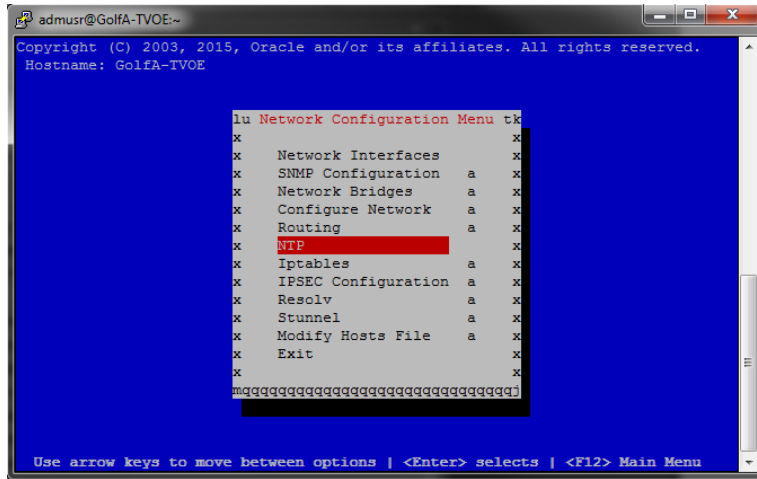 admusr@GolfA-TVOE:~
Copyright (C) 2003, 2015, Oracle and/or its affiliates. All rights reserved.
Hostname: GolfA-TVOE
lu Network Configuration Menu tk
x x
x Network Interfaces x
x SNMP Configuration a x
x Network Bridges a x
x Configure Network a x
x Routing a x
x NTP x
x Iptables a x
x IPSEC Configuration a x
x Resolv a x
x Stunnel a x
x Modify Hosts File a x
x Exit x
x x
mqqqqqqqqqqqqqqqqqqqqqqqqqqqqqqj
Use arrow keys to move between options | <Enter> selects | <F12> Main Menu